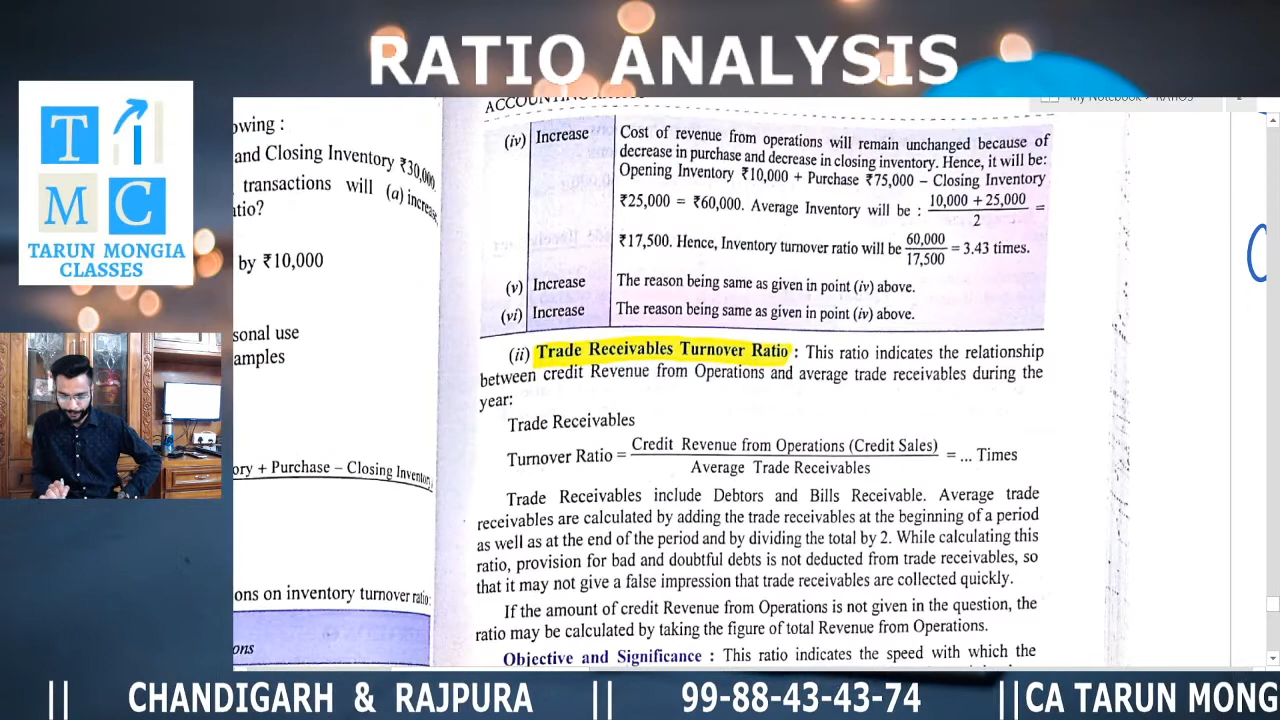 RATIO ANALYSIS
T i
M C
TARUN MONGIA
CLASSES
owing :
and Closing Inventory ₹30,000.
transactions will (a) increase,
atio?
by ₹10,000
sonal use
amples
ory + Purchase – Closing Inventory
ons on inventory turnover ratio:
ons
My Notebook
(iv) Increase Cost of revenue from operations will remain unchanged because of
decrease in purchase and decrease in closing inventory. Hence, it will be:
Opening Inventory ₹10,000 + Purchase ₹75,000 – Closing Inventory
₹25,000 = ₹60,000. Average Inventory will be : 10,000 + 25,000 / 2 =
₹17,500. Hence, Inventory turnover ratio will be 60,000 / 17,500 = 3.43 times.
(v) Increase The reason being same as given in point (iv) above.
(vi) Increase The reason being same as given in point (iv) above.
(ii) Trade Receivables Turnover Ratio : This ratio indicates the relationship
between credit Revenue from Operations and average trade receivables during the
year:
Trade Receivables
Turnover Ratio = Credit Revenue from Operations (Credit Sales) / Average Trade Receivables = ... Times
Trade Receivables include Debtors and Bills Receivable. Average trade
receivables are calculated by adding the trade receivables at the beginning of a period
as well as at the end of the period and by dividing the total by 2. While calculating this
ratio, provision for bad and doubtful debts is not deducted from trade receivables, so
that it may not give a false impression that trade receivables are collected quickly.
If the amount of credit Revenue from Operations is not given in the question, the
ratio may be calculated by taking the figure of total Revenue from Operations.
Objective and Significance : This ratio indicates the speed with which the
|| CHANDIGARH & RAJPURA || 99-88-43-43-74 ||CA TARUN MONG